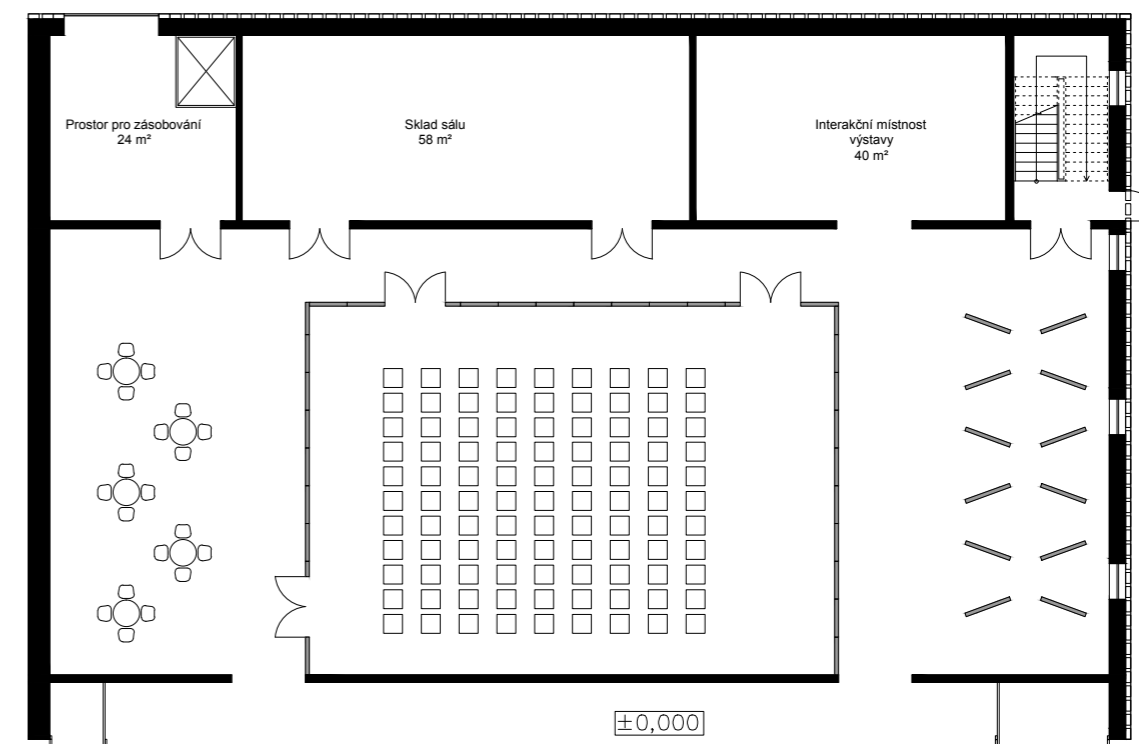 Prostor pro zásobování
24 m²
Sklad sálu
58 m²
Interakční místnost
výstavy
40 m²
±0,000